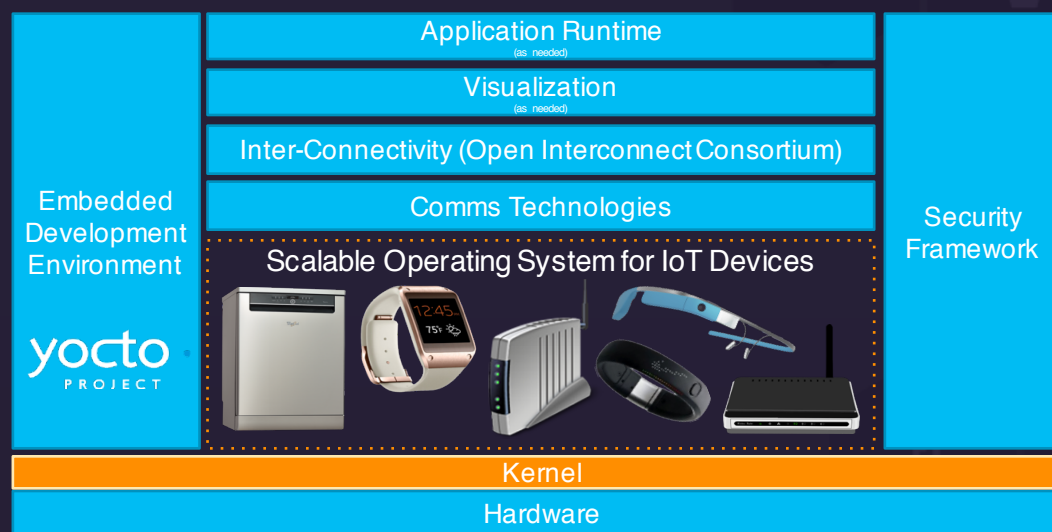 Application Runtime
(as needed)
Visualization
(as needed)
Inter-Connectivity (Open Interconnect Consortium)
Comms Technologies
Embedded
Development
Environment
yocto
PROJECT
Scalable Operating System for IoT Devices
12:45
75°F
Security
Framework
Kernel
Hardware